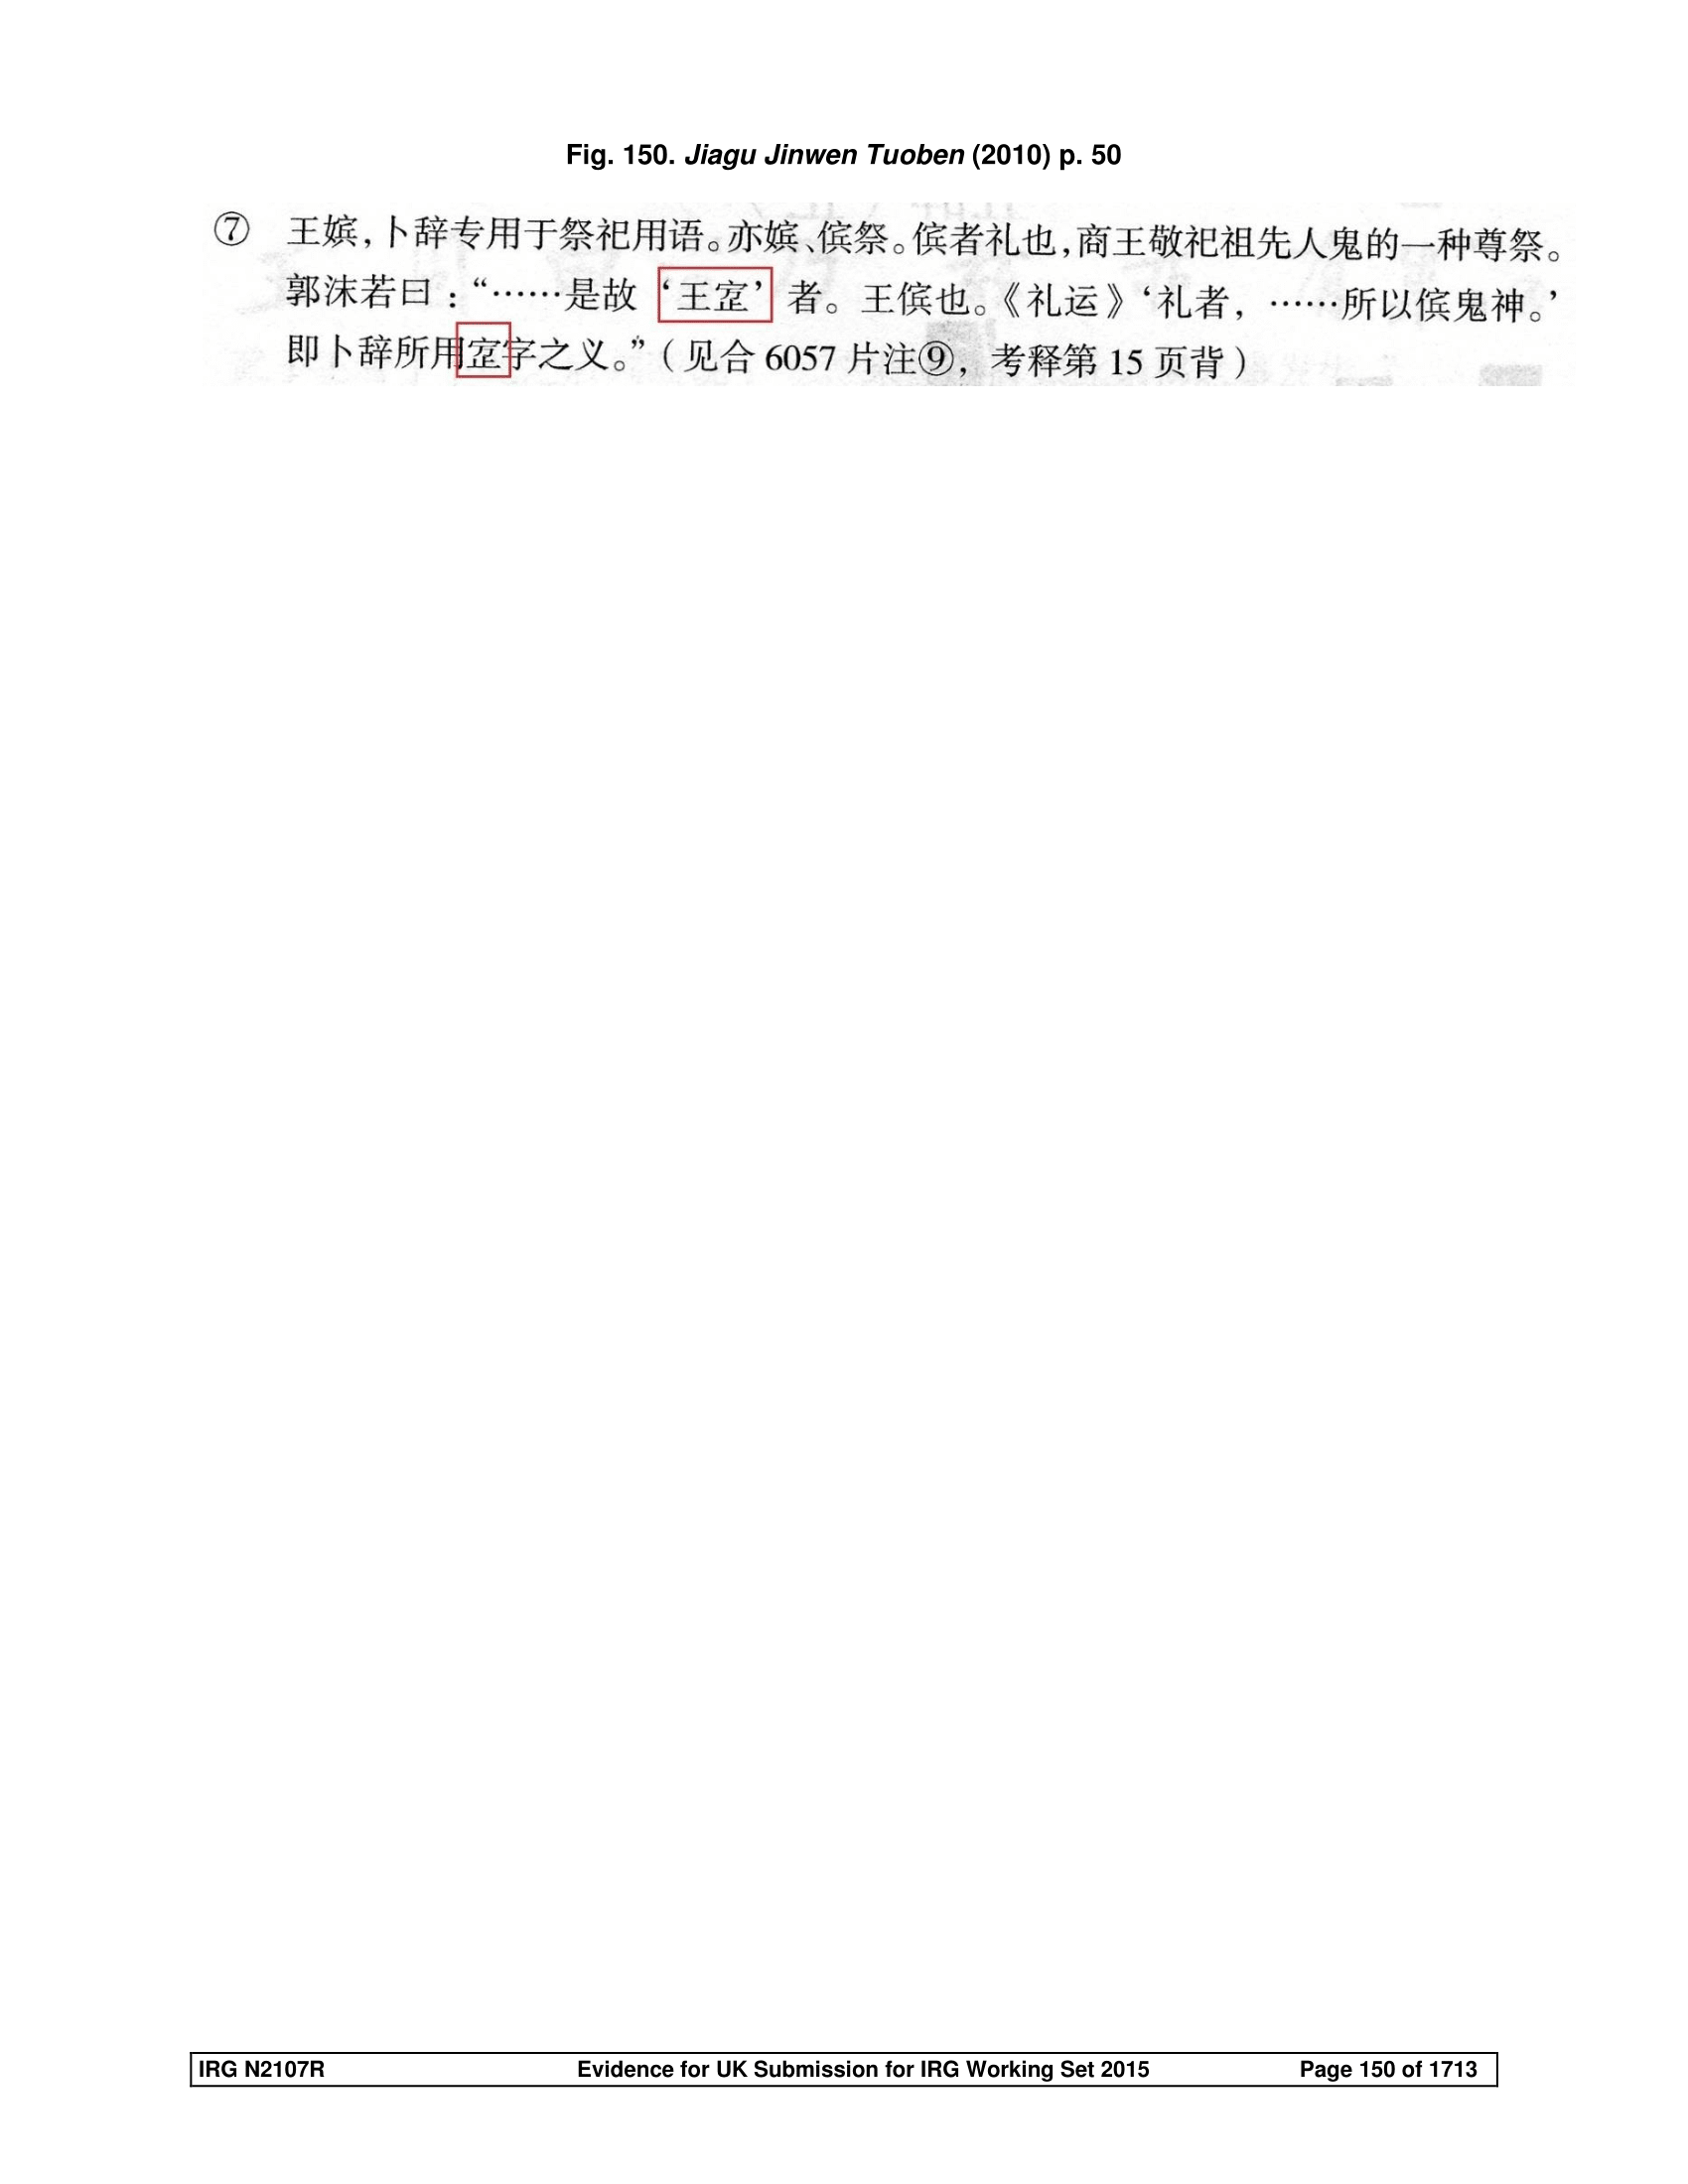 Fig. 150. Jiagu Jinwen Tuoben (2010) p. 50
⑦ 王嫔，卜辞专用于祭祀用语。亦嫔、傧祭。傧者礼也，商王敬祀祖先人鬼的一种尊祭。
郭沫若曰：“……是故‘王’者。王傧也。《礼运》‘礼者，……所以傧鬼神。’
即卜辞所用字之义。”（见合 6057 片注⑨，考释第 15 页背）
IRG N2107R Evidence for UK Submission for IRG Working Set 2015 Page 150 of 1713